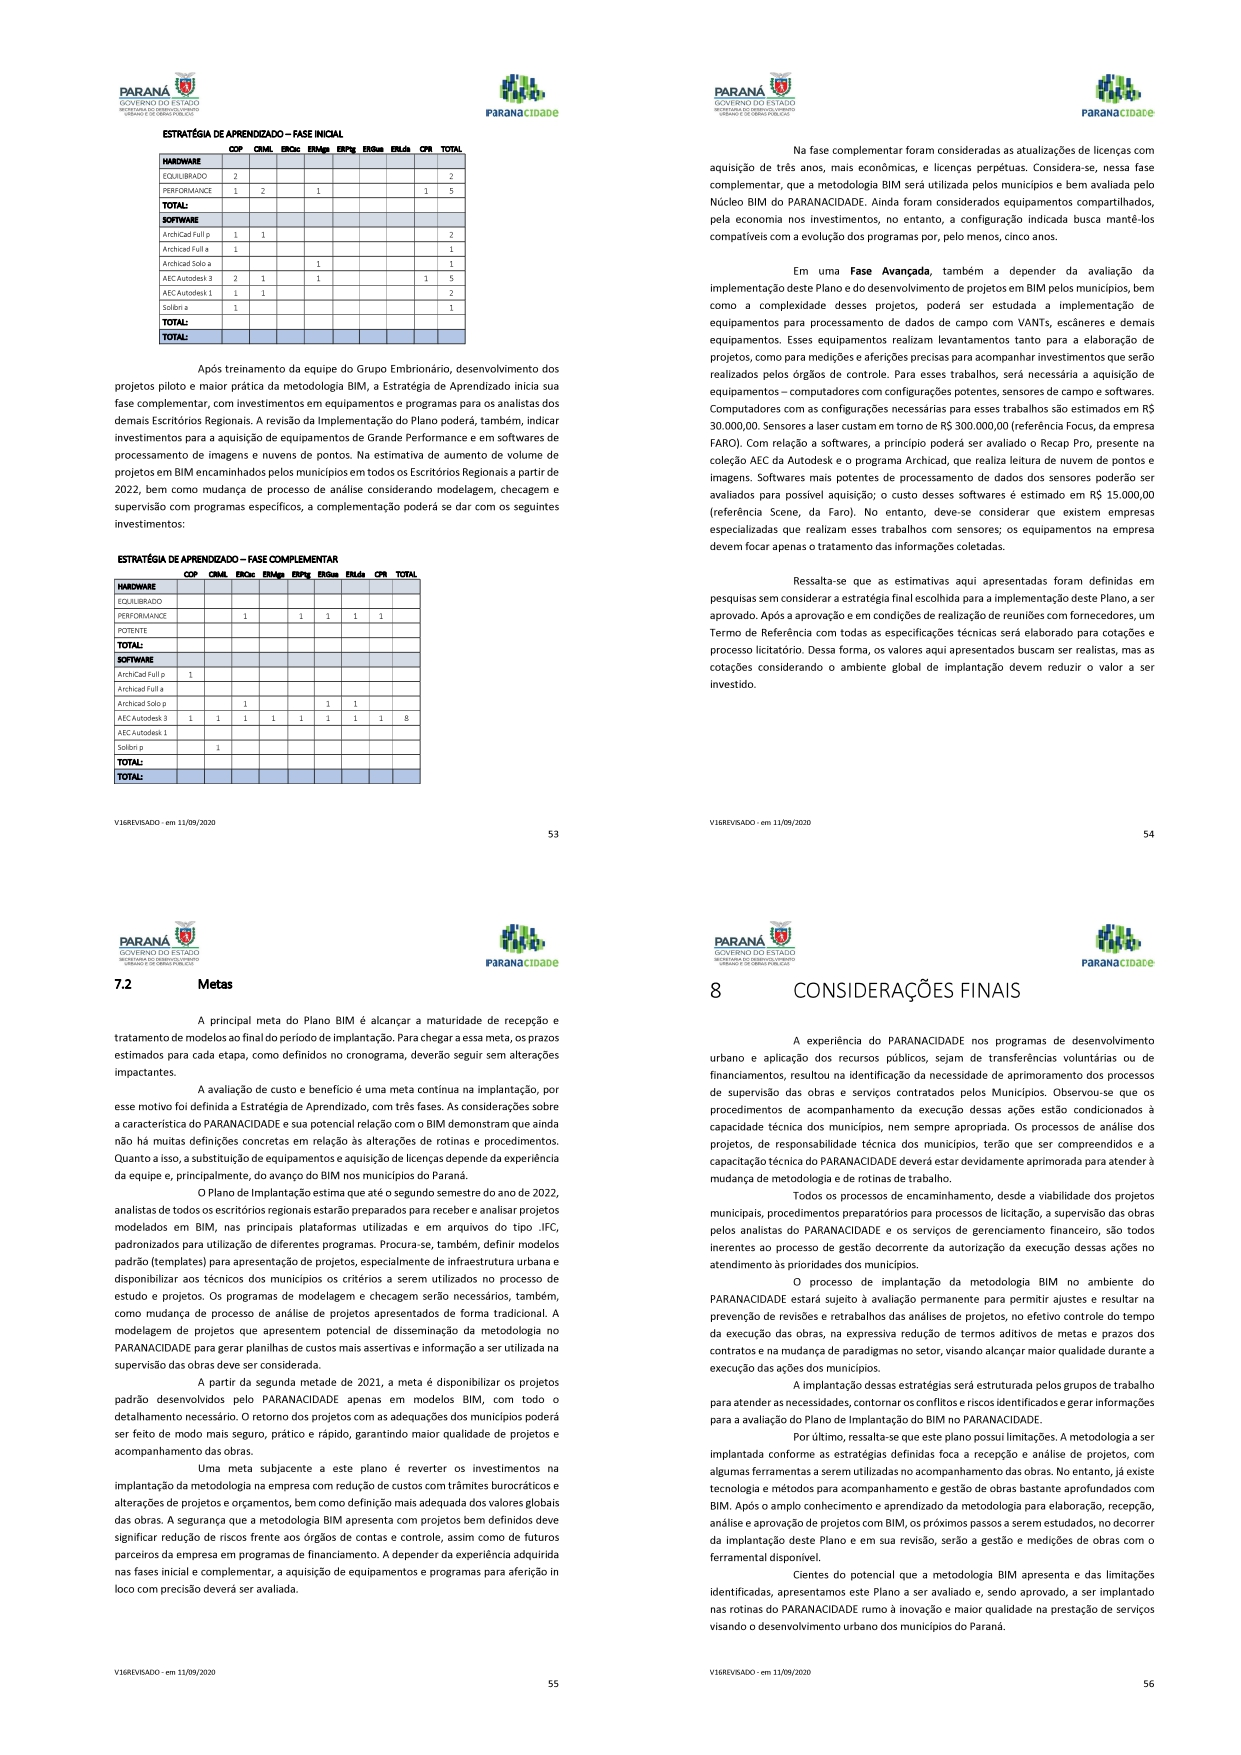 PARANÁ
GOVERNO DO ESTADO
SECRETARIA DO DESENVOLVIMENTO
URBANO E DE OBRAS PÚBLICAS
PARANACIDADE
ESTRATÉGIA DE APRENDIZADO – FASE INICIAL
COP CRML ERCsc ERMga ERPtg ERGua ERLda CPR TOTAL
HARDWARE
EQUILIBRADO 2 2
PERFORMANCE 1 2 1 1 5
TOTAL:
SOFTWARE
ArchiCad Full p 1 1 2
Archicad Full a 1 1
Archicad Solo a 1 1
AEC Autodesk 3 2 1 1 1 5
AEC Autodesk 1 1 1 2
Solibri a 1 1
TOTAL:
TOTAL:
Após treinamento da equipe do Grupo Embrionário, desenvolvimento dos
projetos piloto e maior prática da metodologia BIM, a Estratégia de Aprendizado inicia sua
fase complementar, com investimentos em equipamentos e programas para os analistas dos
demais Escritórios Regionais. A revisão da Implementação do Plano poderá, também, indicar
investimentos para a aquisição de equipamentos de Grande Performance e em softwares de
processamento de imagens e nuvens de pontos. Na estimativa de aumento de volume de
projetos em BIM encaminhados pelos municípios em todos os Escritórios Regionais a partir de
2022, bem como mudança de processo de análise considerando modelagem, checagem e
supervisão com programas específicos, a complementação poderá se dar com os seguintes
investimentos:
ESTRATÉGIA DE APRENDIZADO – FASE COMPLEMENTAR
COP CRML ERCsc ERMga ERPtg ERGua ERLda CPR TOTAL
HARDWARE
EQUILIBRADO
PERFORMANCE 1 1 1 1 1
POTENTE
TOTAL:
SOFTWARE
ArchiCad Full p 1
Archicad Full a
Archicad Solo p 1 1 1
AEC Autodesk 3 1 1 1 1 1 1 1 1 8
AEC Autodesk 1
Solibri p 1
TOTAL:
TOTAL:
V16REVISADO - em 11/09/2020
53
PARANÁ
GOVERNO DO ESTADO
SECRETARIA DO DESENVOLVIMENTO
URBANO E DE OBRAS PÚBLICAS
PARANACIDADE
Na fase complementar foram consideradas as atualizações de licenças com
aquisição de três anos, mais econômicas, e licenças perpétuas. Considera-se, nessa fase
complementar, que a metodologia BIM será utilizada pelos municípios e bem avaliada pelo
Núcleo BIM do PARANACIDADE. Ainda foram considerados equipamentos compartilhados,
pela economia nos investimentos, no entanto, a configuração indicada busca mantê-los
compatíveis com a evolução dos programas por, pelo menos, cinco anos.
Em uma Fase Avançada, também a depender da avaliação da
implementação deste Plano e do desenvolvimento de projetos em BIM pelos municípios, bem
como a complexidade desses projetos, poderá ser estudada a implementação de
equipamentos para processamento de dados de campo com VANTs, escâneres e demais
equipamentos. Esses equipamentos realizam levantamentos tanto para a elaboração de
projetos, como para medições e aferições precisas para acompanhar investimentos que serão
realizados pelos órgãos de controle. Para esses trabalhos, será necessária a aquisição de
equipamentos – computadores com configurações potentes, sensores de campo e softwares.
Computadores com as configurações necessárias para esses trabalhos são estimados em R$
30.000,00. Sensores a laser custam em torno de R$ 300.000,00 (referência Focus, da empresa
FARO). Com relação a softwares, a princípio poderá ser avaliado o Recap Pro, presente na
coleção AEC da Autodesk e o programa Archicad, que realiza leitura de nuvem de pontos e
imagens. Softwares mais potentes de processamento de dados dos sensores poderão ser
avaliados para possível aquisição; o custo desses softwares é estimado em R$ 15.000,00
(referência Scene, da Faro). No entanto, deve-se considerar que existem empresas
especializadas que realizam esses trabalhos com sensores; os equipamentos na empresa
devem focar apenas o tratamento das informações coletadas.
Ressalta-se que as estimativas aqui apresentadas foram definidas em
pesquisas sem considerar a estratégia final escolhida para a implementação deste Plano, a ser
aprovado. Após a aprovação e em condições de realização de reuniões com fornecedores, um
Termo de Referência com todas as especificações técnicas será elaborado para cotações e
processo licitatório. Dessa forma, os valores aqui apresentados buscam ser realistas, mas as
cotações considerando o ambiente global de implantação devem reduzir o valor a ser
investido.
V16REVISADO - em 11/09/2020
54
PARANÁ
GOVERNO DO ESTADO
SECRETARIA DO DESENVOLVIMENTO
URBANO E DE OBRAS PÚBLICAS
PARANACIDADE
7.2 Metas
A principal meta do Plano BIM é alcançar a maturidade de recepção e
tratamento de modelos ao final do período de implantação. Para chegar a essa meta, os prazos
estimados para cada etapa, como definidos no cronograma, deverão seguir sem alterações
impactantes.
A avaliação de custo e benefício é uma meta contínua na implantação, por
esse motivo foi definida a Estratégia de Aprendizado, com três fases. As considerações sobre
a característica do PARANACIDADE e sua potencial relação com o BIM demonstram que ainda
não há muitas definições concretas em relação às alterações de rotinas e procedimentos.
Quanto a isso, a substituição de equipamentos e aquisição de licenças depende da experiência
da equipe e, principalmente, do avanço do BIM nos municípios do Paraná.
O Plano de Implantação estima que até o segundo semestre do ano de 2022,
analistas de todos os escritórios regionais estarão preparados para receber e analisar projetos
modelados em BIM, nas principais plataformas utilizadas e em arquivos do tipo .IFC,
padronizados para utilização de diferentes programas. Procura-se, também, definir modelos
padrão (templates) para apresentação de projetos, especialmente de infraestrutura urbana e
disponibilizar aos técnicos dos municípios os critérios a serem utilizados no processo de
estudo e projetos. Os programas de modelagem e checagem serão necessários, também,
como mudança de processo de análise de projetos apresentados de forma tradicional. A
modelagem de projetos que apresentem potencial de disseminação da metodologia no
PARANACIDADE para gerar planilhas de custos mais assertivas e informação a ser utilizada na
supervisão das obras deve ser considerada.
A partir da segunda metade de 2021, a meta é disponibilizar os projetos
padrão desenvolvidos pelo PARANACIDADE apenas em modelos BIM, com todo o
detalhamento necessário. O retorno dos projetos com as adequações dos municípios poderá
ser feito de modo mais seguro, prático e rápido, garantindo maior qualidade de projetos e
acompanhamento das obras.
Uma meta subjacente a este plano é reverter os investimentos na
implantação da metodologia na empresa com redução de custos com trâmites burocráticos e
alterações de projetos e orçamentos, bem como definição mais adequada dos valores globais
das obras. A segurança que a metodologia BIM apresenta com projetos bem definidos deve
significar redução de riscos frente aos órgãos de contas e controle, assim como de futuros
parceiros da empresa em programas de financiamento. A depender da experiência adquirida
nas fases inicial e complementar, a aquisição de equipamentos e programas para aferição in
loco com precisão deverá ser avaliada.
V16REVISADO - em 11/09/2020
55
PARANÁ
GOVERNO DO ESTADO
SECRETARIA DO DESENVOLVIMENTO
URBANO E DE OBRAS PÚBLICAS
PARANACIDADE
8 CONSIDERAÇÕES FINAIS
A experiência do PARANACIDADE nos programas de desenvolvimento
urbano e aplicação dos recursos públicos, sejam de transferências voluntárias ou de
financiamentos, resultou na identificação da necessidade de aprimoramento dos processos
de supervisão das obras e serviços contratados pelos Municípios. Observou-se que os
procedimentos de acompanhamento da execução dessas ações estão condicionados à
capacidade técnica dos municípios, nem sempre apropriada. Os processos de análise dos
projetos, de responsabilidade técnica dos municípios, terão que ser compreendidos e a
capacitação técnica do PARANACIDADE deverá estar devidamente aprimorada para atender à
mudança de metodologia e de rotinas de trabalho.
Todos os processos de encaminhamento, desde a viabilidade dos projetos
municipais, procedimentos preparatórios para processos de licitação, a supervisão das obras
pelos analistas do PARANACIDADE e os serviços de gerenciamento financeiro, são todos
inerentes ao processo de gestão decorrente da autorização da execução dessas ações no
atendimento às prioridades dos municípios.
O processo de implantação da metodologia BIM no ambiente do
PARANACIDADE estará sujeito à avaliação permanente para permitir ajustes e resultar na
prevenção de revisões e retrabalhos das análises de projetos, no efetivo controle do tempo
da execução das obras, na expressiva redução de termos aditivos de metas e prazos dos
contratos e na mudança de paradigmas no setor, visando alcançar maior qualidade durante a
execução das ações dos municípios.
A implantação dessas estratégias será estruturada pelos grupos de trabalho
para atender as necessidades, contornar os conflitos e riscos identificados e gerar informações
para a avaliação do Plano de Implantação do BIM no PARANACIDADE.
Por último, ressalta-se que este plano possui limitações. A metodologia a ser
implantada conforme as estratégias definidas foca a recepção e análise de projetos, com
algumas ferramentas a serem utilizadas no acompanhamento das obras. No entanto, já existe
tecnologia e métodos para acompanhamento e gestão de obras bastante aprofundados com
BIM. Após o amplo conhecimento e aprendizado da metodologia para elaboração, recepção,
análise e aprovação de projetos com BIM, os próximos passos a serem estudados, no decorrer
da implantação deste Plano e em sua revisão, serão a gestão e medições de obras com o
ferramental disponível.
Cientes do potencial que a metodologia BIM apresenta e das limitações
identificadas, apresentamos este Plano a ser avaliado e, sendo aprovado, a ser implantado
nas rotinas do PARANACIDADE rumo à inovação e maior qualidade na prestação de serviços
visando o desenvolvimento urbano dos municípios do Paraná.
V16REVISADO - em 11/09/2020
56